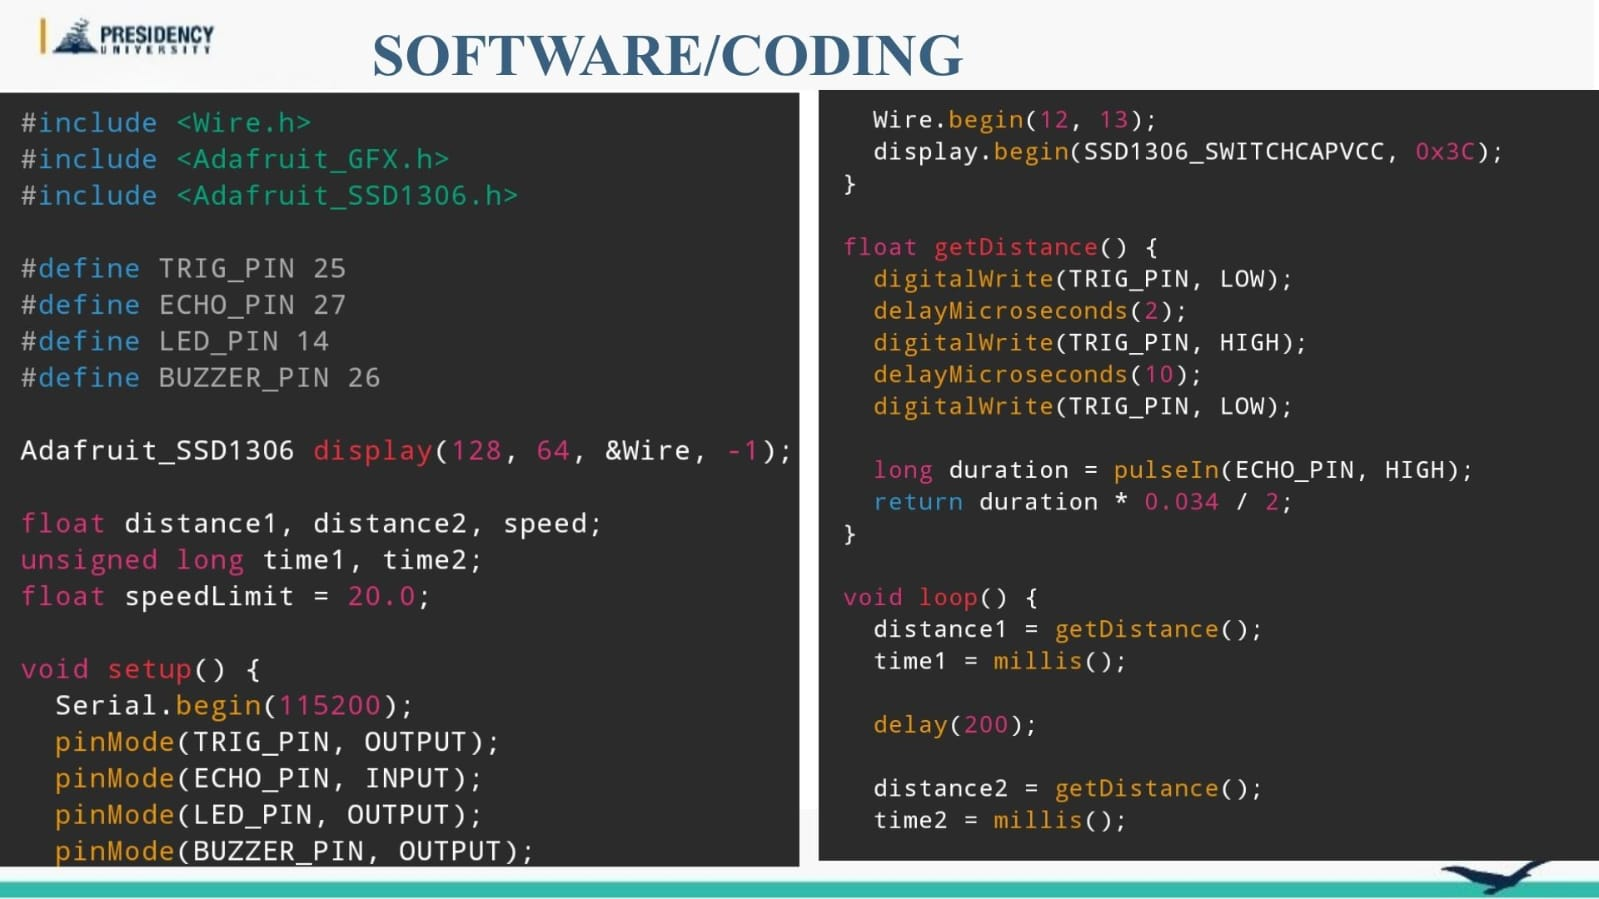 PRESIDENCY
UNIVERSITY
SOFTWARE/CODING
#include <Wire.h>
#include <Adafruit_GFX.h>
#include <Adafruit_SSD1306.h>
#define TRIG_PIN 25
#define ECHO_PIN 27
#define LED_PIN 14
#define BUZZER_PIN 26
Adafruit_SSD1306 display(128, 64, &Wire, -1);
float distance1, distance2, speed;
unsigned long time1, time2;
float speedLimit = 20.0;
void setup() {
Serial.begin(115200);
pinMode(TRIG_PIN, OUTPUT);
pinMode(ECHO_PIN, INPUT);
pinMode(LED_PIN, OUTPUT);
pinMode(BUZZER_PIN, OUTPUT);
Wire.begin(12, 13);
display.begin(SSD1306_SWITCHCAPVCC, 0x3C);
}
float getDistance() {
digitalWrite(TRIG_PIN, LOW);
delayMicroseconds(2);
digitalWrite(TRIG_PIN, HIGH);
delayMicroseconds(10);
digitalWrite(TRIG_PIN, LOW);
long duration = pulseIn(ECHO_PIN, HIGH);
return duration * 0.034 / 2;
}
void loop() {
distance1 = getDistance();
time1 = millis();
delay(200);
distance2 = getDistance();
time2 = millis();